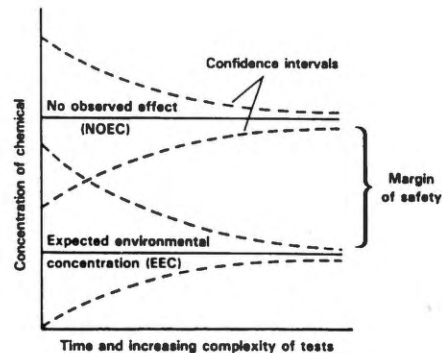 Concentration of chemical
Confidence intervals
No observed effect
(NOEC)
Margin
of safety
Expected environmental
concentration (EEC)
Time and increasing complexity of tests